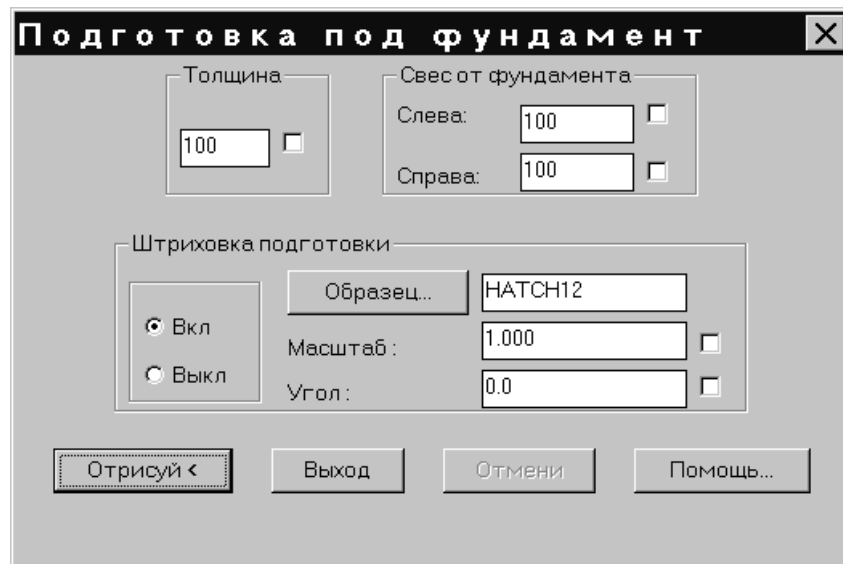 Подготовка под фундамент
Толщина
100
Свес от фундамента
Слева: 100
Справа: 100
Штриховка подготовки
Вкл
Выкл
Образец... HATCH12
Масштаб : 1.000
Угол : 0.0
Отрисуй < Выход Отмени Помощь...